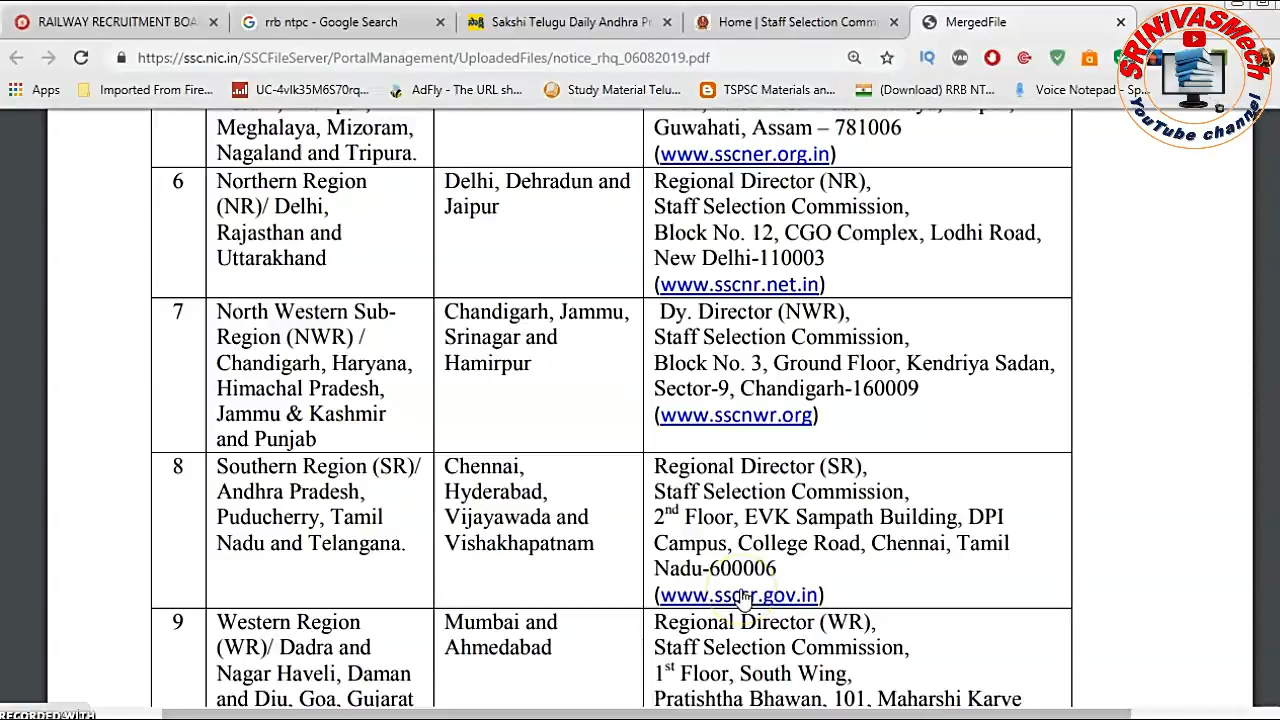 RAILWAY RECRUITMENT BOA
rrb ntpc - Google Search
Sakshi Telugu Daily Andhra Pr
Home | Staff Selection Comm
MergedFile
https://ssc.nic.in/SSCFileServer/PortalManagement/UploadedFiles/notice_rhq_06082019.pdf
Apps
Imported From Firef...
UC-4vlk35M6S70rq...
AdFly - The URL sh...
Study Material Telu...
TSPSC Materials an...
(Download) RRB NT...
Voice Notepad - Sp...
SRINIVASMech
YouTube channel
Meghalaya, Mizoram,
Nagaland and Tripura.
Guwahati, Assam – 781006
(www.sscner.org.in)
6
Northern Region
(NR)/ Delhi,
Rajasthan and
Uttarakhand
Delhi, Dehradun and
Jaipur
Regional Director (NR),
Staff Selection Commission,
Block No. 12, CGO Complex, Lodhi Road,
New Delhi-110003
(www.sscnr.net.in)
7
North Western Sub-
Region (NWR) /
Chandigarh, Haryana,
Himachal Pradesh,
Jammu & Kashmir
and Punjab
Chandigarh, Jammu,
Srinagar and
Hamirpur
Dy. Director (NWR),
Staff Selection Commission,
Block No. 3, Ground Floor, Kendriya Sadan,
Sector-9, Chandigarh-160009
(www.sscnwr.org)
8
Southern Region (SR)/
Andhra Pradesh,
Puducherry, Tamil
Nadu and Telangana.
Chennai,
Hyderabad,
Vijayawada and
Vishakhapatnam
Regional Director (SR),
Staff Selection Commission,
2nd Floor, EVK Sampath Building, DPI
Campus, College Road, Chennai, Tamil
Nadu-600006
9
Western Region
(WR)/ Dadra and
Nagar Haveli, Daman
and Diu, Goa, Gujarat
Mumbai and
Ahmedabad
Regional Director (WR),
Staff Selection Commission,
1st Floor, South Wing,
Pratishtha Bhawan, 101, Maharshi Karve
RECORDED WITH